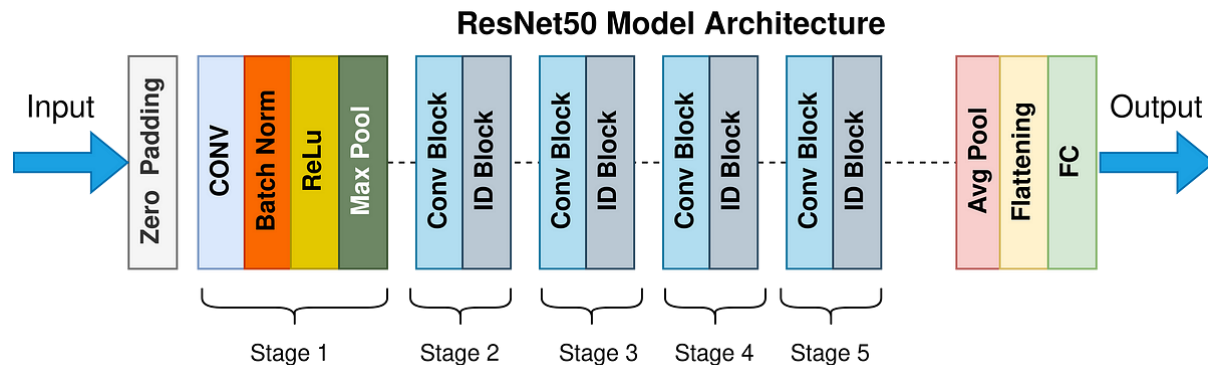 ResNet50 Model Architecture
Input
Zero Padding
CONV
Batch Norm
ReLu
Max Pool
Conv Block
ID Block
Conv Block
ID Block
Conv Block
ID Block
Conv Block
ID Block
Avg Pool
Flattening
FC
Output
Stage 1
Stage 2
Stage 3
Stage 4
Stage 5